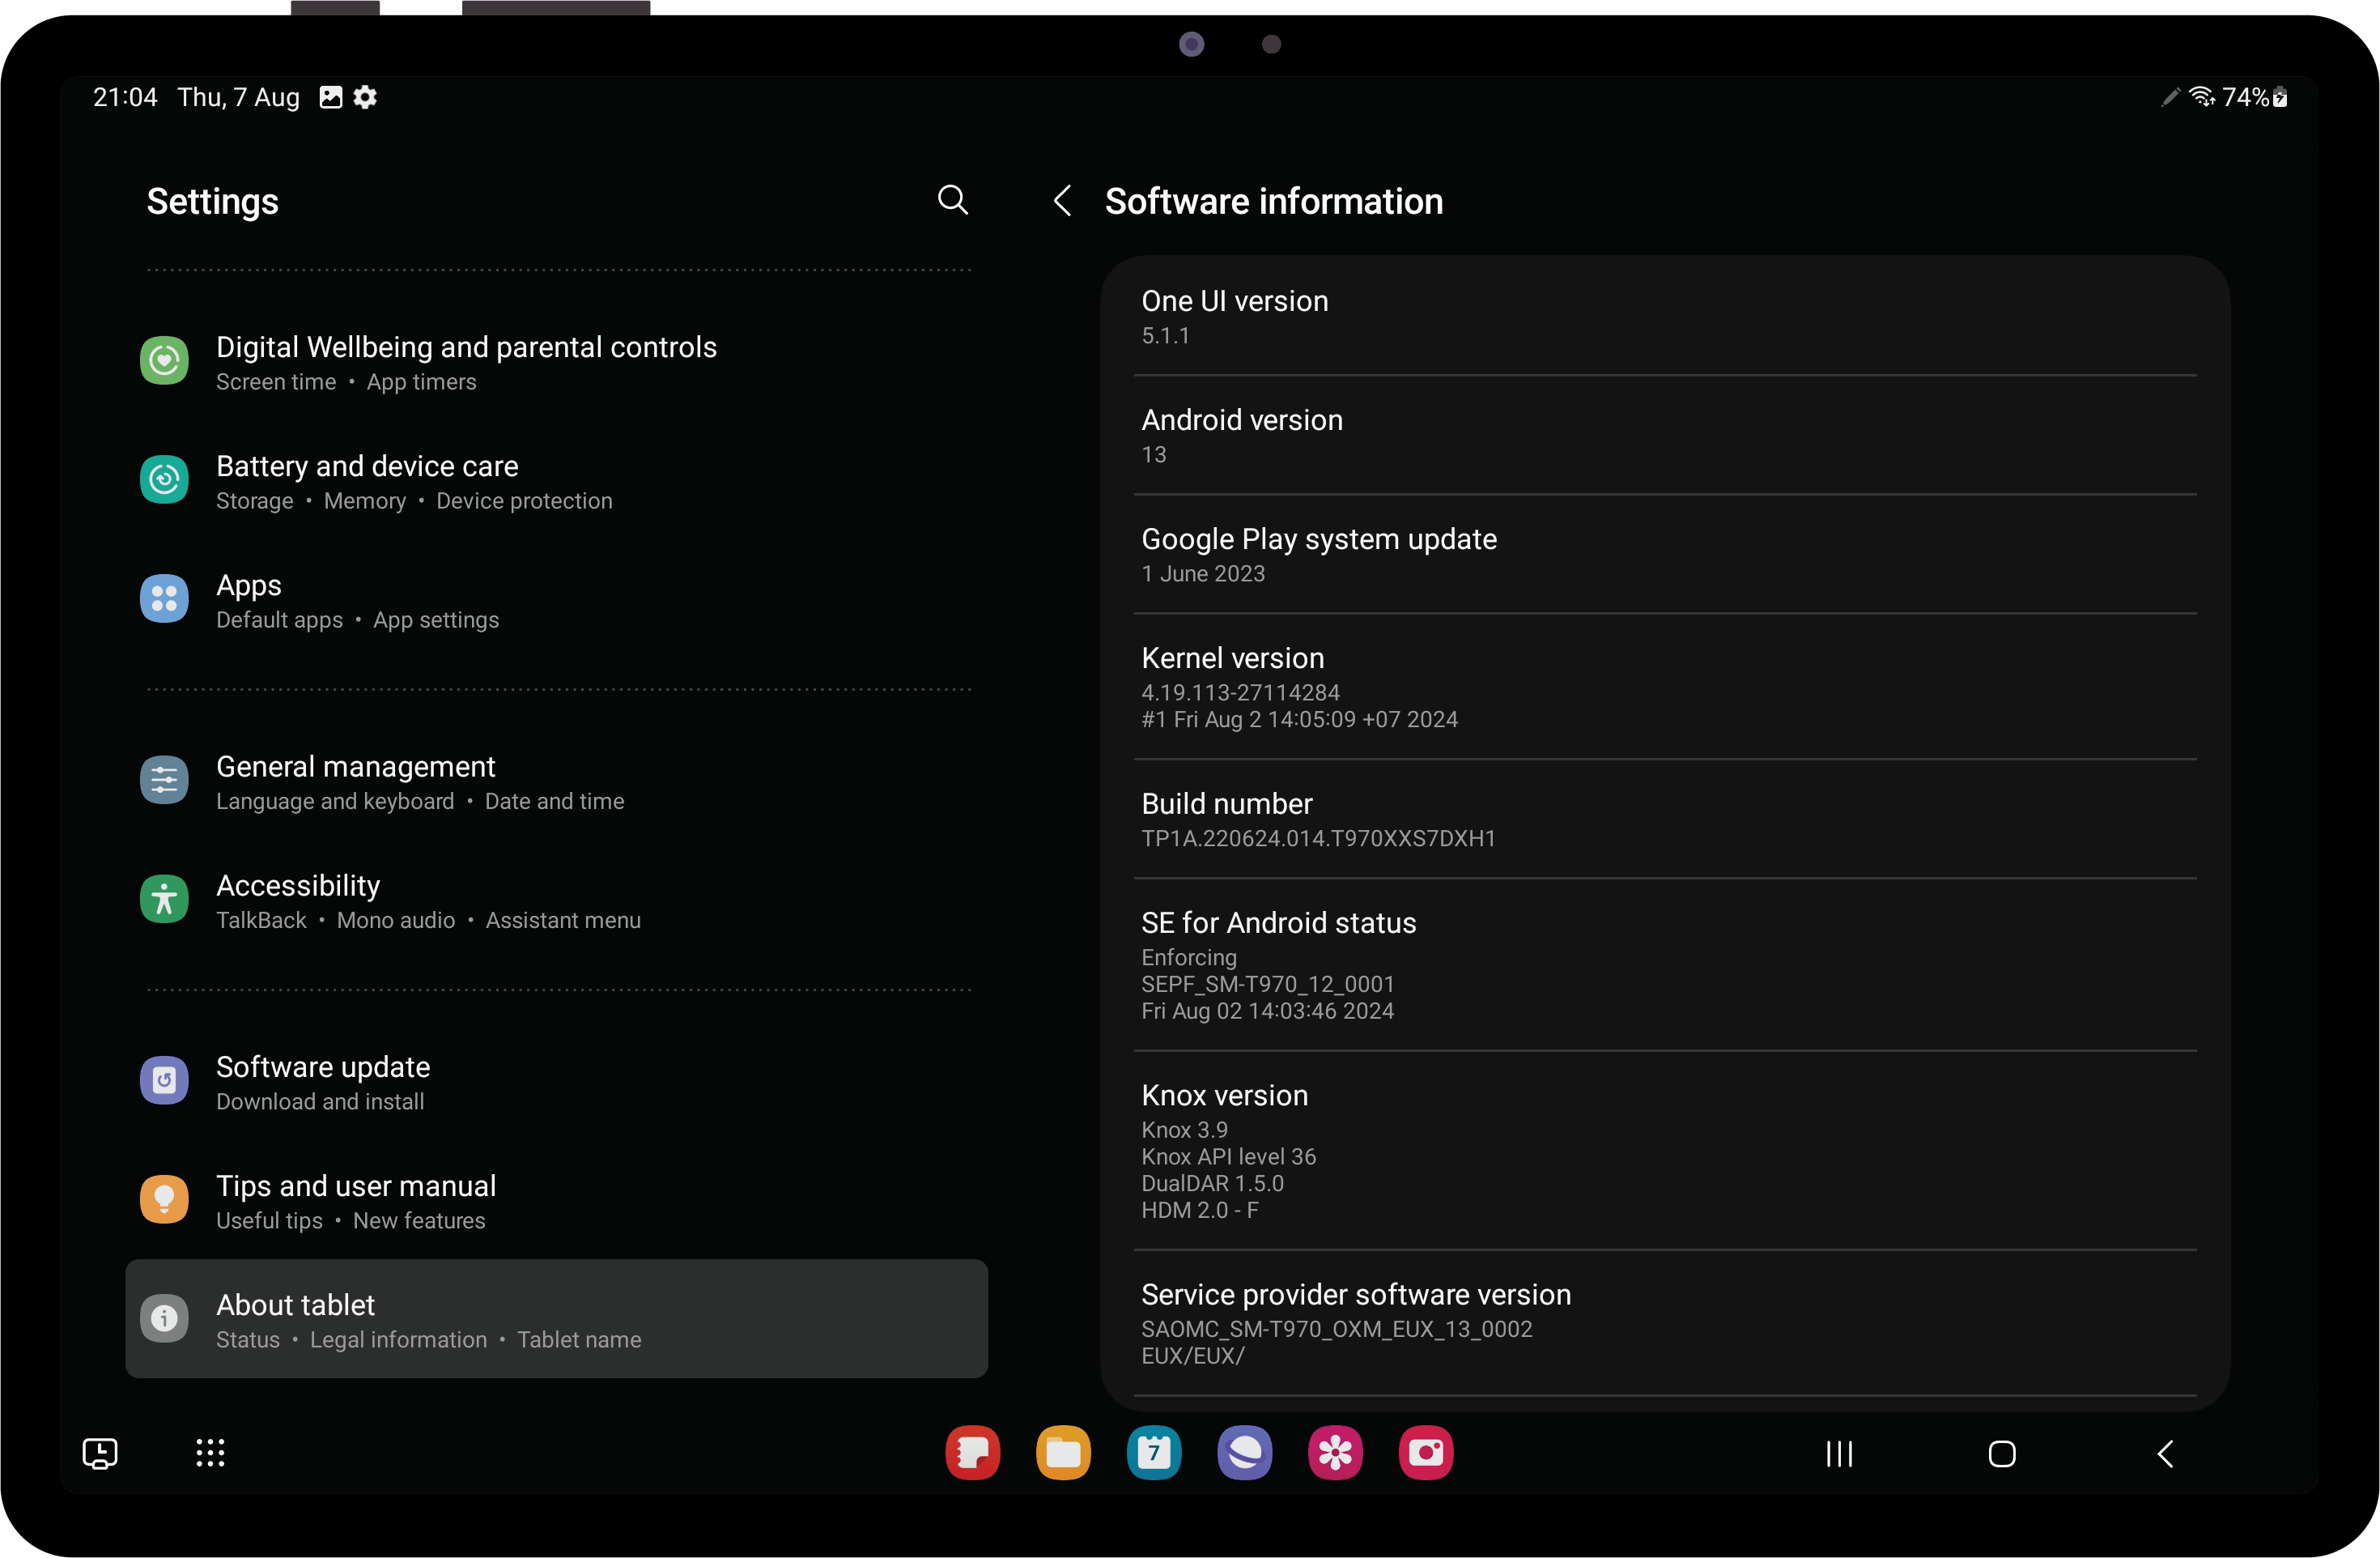 21:04 Thu, 7 Aug
74%
Settings
Digital Wellbeing and parental controls
Screen time • App timers
Battery and device care
Storage • Memory • Device protection
Apps
Default apps • App settings
General management
Language and keyboard • Date and time
Accessibility
TalkBack • Mono audio • Assistant menu
Software update
Download and install
Tips and user manual
Useful tips • New features
About tablet
Status • Legal information • Tablet name
Software information
One UI version
5.1.1
Android version
13
Google Play system update
1 June 2023
Kernel version
4.19.113-27114284
#1 Fri Aug 2 14:05:09 +07 2024
Build number
TP1A.220624.014.T970XXS7DXH1
SE for Android status
Enforcing
SEPF_SM-T970_12_0001
Fri Aug 02 14:03:46 2024
Knox version
Knox 3.9
Knox API level 36
DualDAR 1.5.0
HDM 2.0 - F
Service provider software version
SAOMC_SM-T970_OXM_EUX_13_0002
EUX/EUX/
7